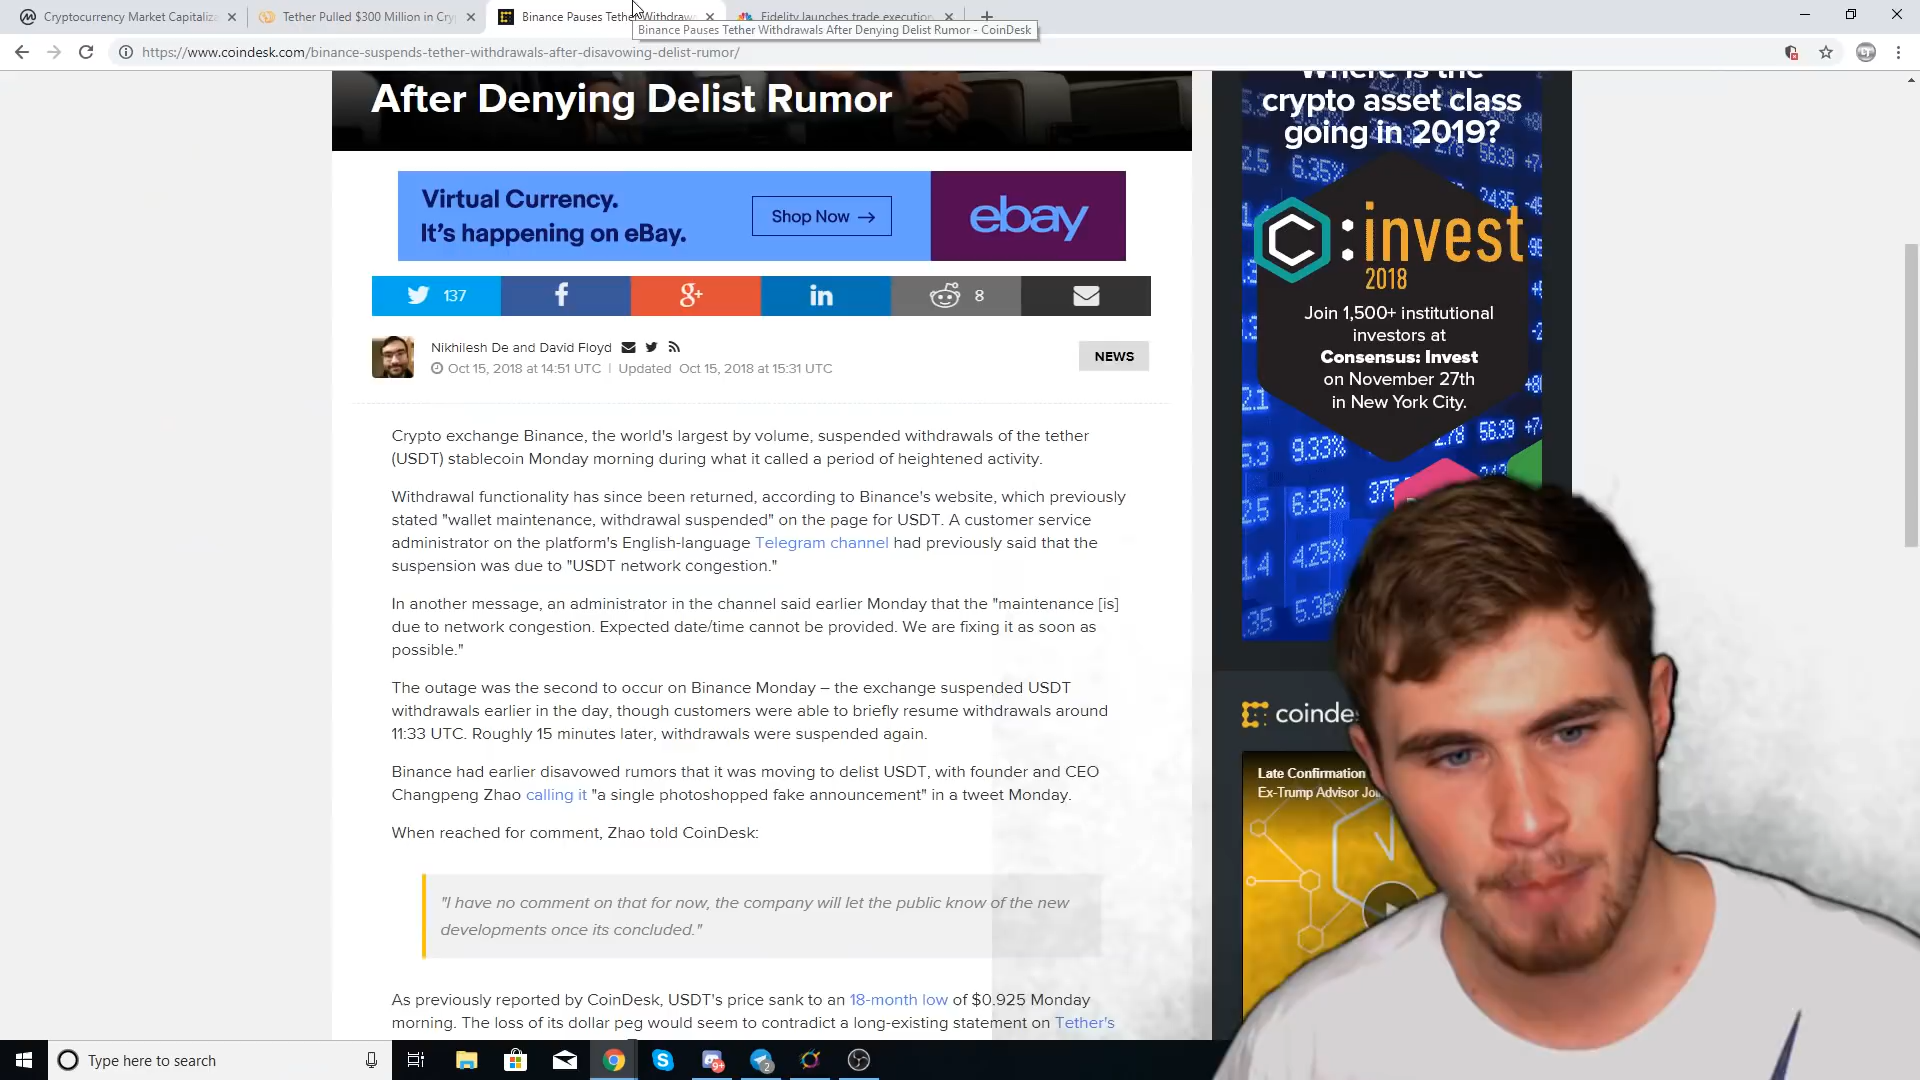 Cryptocurrency Market Capitaliz
Tether Pulled $300 Million in Cry
Binance Pauses Tether Withdraw
Fidelity launches trade execution
Binance Pauses Tether Withdrawals After Denying Delist Rumor - CoinDesk
https://www.coindesk.com/binance-suspends-tether-withdrawals-after-disavowing-delist-rumor/
After Denying Delist Rumor
Virtual Currency.
It's happening on eBay.
Shop Now →
ebay
137
8
Nikhilesh De and David Floyd
Oct 15, 2018 at 14:51 UTC | Updated Oct 15, 2018 at 15:31 UTC
NEWS
Crypto exchange Binance, the world's largest by volume, suspended withdrawals of the tether
(USDT) stablecoin Monday morning during what it called a period of heightened activity.
Withdrawal functionality has since been returned, according to Binance's website, which previously
stated "wallet maintenance, withdrawal suspended" on the page for USDT. A customer service
administrator on the platform's English-language Telegram channel had previously said that the
suspension was due to "USDT network congestion."
In another message, an administrator in the channel said earlier Monday that the "maintenance [is]
due to network congestion. Expected date/time cannot be provided. We are fixing it as soon as
possible."
The outage was the second to occur on Binance Monday – the exchange suspended USDT
withdrawals earlier in the day, though customers were able to briefly resume withdrawals around
11:33 UTC. Roughly 15 minutes later, withdrawals were suspended again.
Binance had earlier disavowed rumors that it was moving to delist USDT, with founder and CEO
Changpeng Zhao calling it "a single photoshopped fake announcement" in a tweet Monday.
When reached for comment, Zhao told CoinDesk:
"I have no comment on that for now, the company will let the public know of the new
developments once its concluded."
As previously reported by CoinDesk, USDT's price sank to an 18-month low of $0.925 Monday
morning. The loss of its dollar peg would seem to contradict a long-existing statement on Tether's
Where is the
crypto asset class
going in 2019?
C:invest
2018
Join 1,500+ institutional
investors at
Consensus: Invest
on November 27th
in New York City.
coinde
Late Confirmation
Ex-Trump Advisor Jo
Type here to search